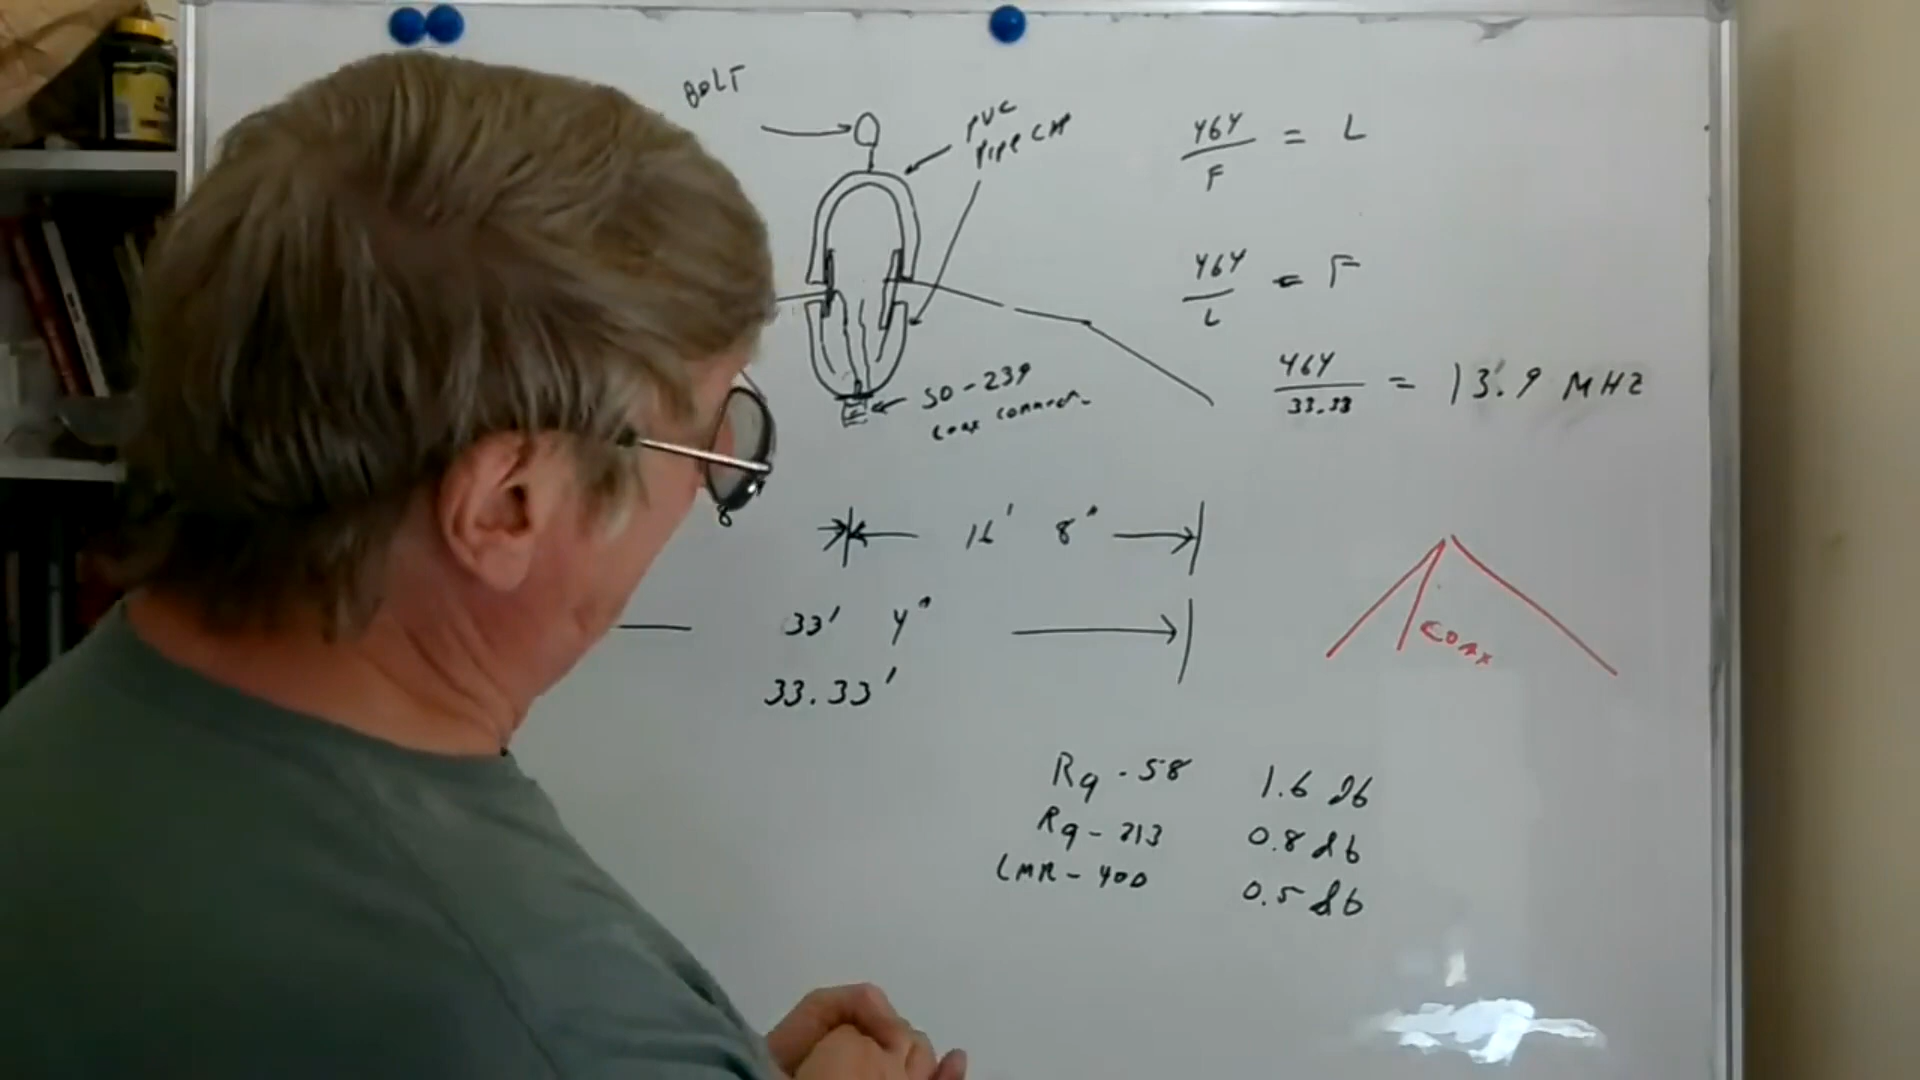 BOLT
PVC
PIPE CAP
464
F
= L
464
L
= F
464
33.33
= 13.9 MHZ
SO-239
coax connect
16' 8"
33' 4"
33.33'
coax
Rg-58 1.6 db
Rg-213 0.8 db
LMR-400 0.5 db